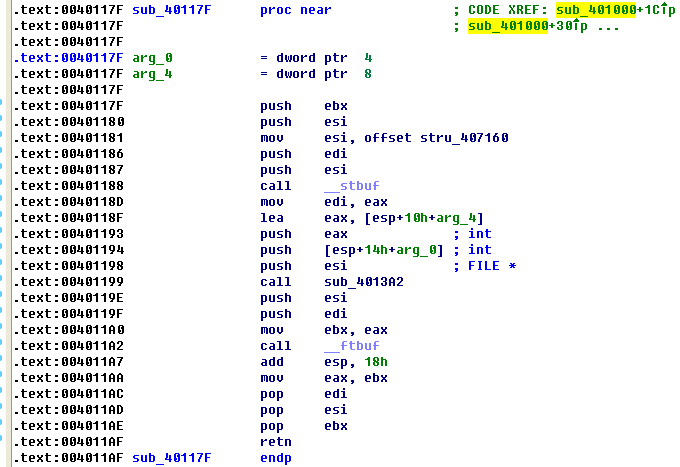 .text:0040117F sub_40117F proc near ; CODE XREF: sub_401000+1C↑p
.text:0040117F ; sub_401000+30↑p ...
.text:0040117F
.text:0040117F arg_0 = dword ptr 4
.text:0040117F arg_4 = dword ptr 8
.text:0040117F
.text:0040117F push ebx
.text:00401180 push esi
.text:00401181 mov esi, offset stru_407160
.text:00401186 push edi
.text:00401187 push esi
.text:00401188 call __stbuf
.text:0040118D mov edi, eax
.text:0040118F lea eax, [esp+10h+arg_4]
.text:00401193 push eax ; int
.text:00401194 push [esp+14h+arg_0] ; int
.text:00401198 push esi ; FILE *
.text:00401199 call sub_4013A2
.text:0040119E push esi
.text:0040119F push edi
.text:004011A0 mov ebx, eax
.text:004011A2 call __ftbuf
.text:004011A7 add esp, 18h
.text:004011AA mov eax, ebx
.text:004011AC pop edi
.text:004011AD pop esi
.text:004011AE pop ebx
.text:004011AF retn
.text:004011AF sub_40117F endp